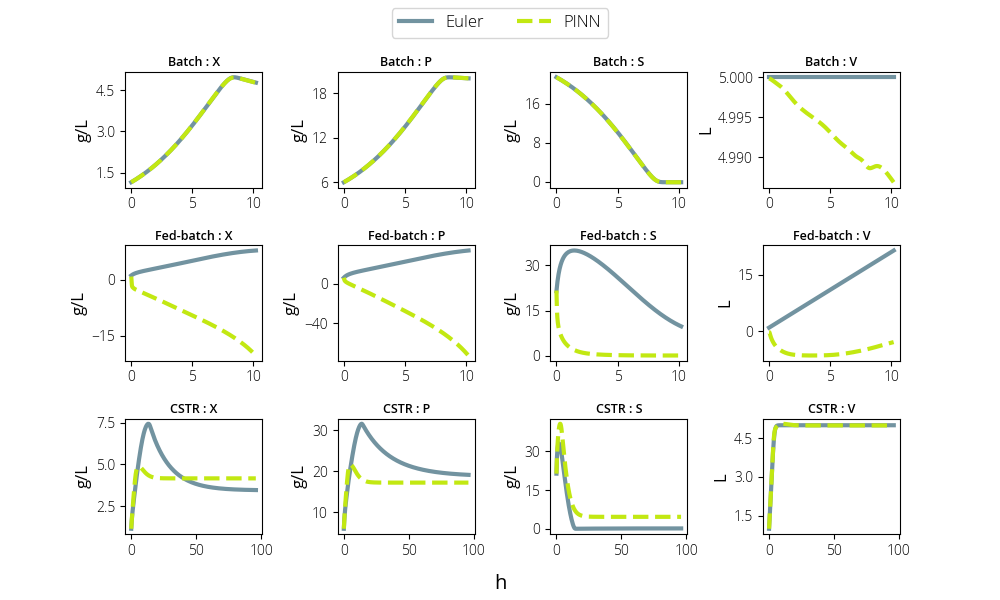 Euler PINN
Batch : X
Batch : P
Batch : S
Batch : V
g/L
4.5
3.0
1.5
0 5 10
g/L
18
12
6
0 5 10
g/L
16
8
0
0 5 10
L
5.000
4.995
4.990
0 5 10
Fed-batch : X
Fed-batch : P
Fed-batch : S
Fed-batch : V
g/L
0
−15
0 5 10
g/L
0
−40
0 5 10
g/L
30
15
0
0 5 10
L
15
0
0 5 10
CSTR : X
CSTR : P
CSTR : S
CSTR : V
g/L
7.5
5.0
2.5
0 50 100
g/L
30
20
10
0 50 100
g/L
30
15
0
0 50 100
L
4.5
3.0
1.5
0 50 100
h